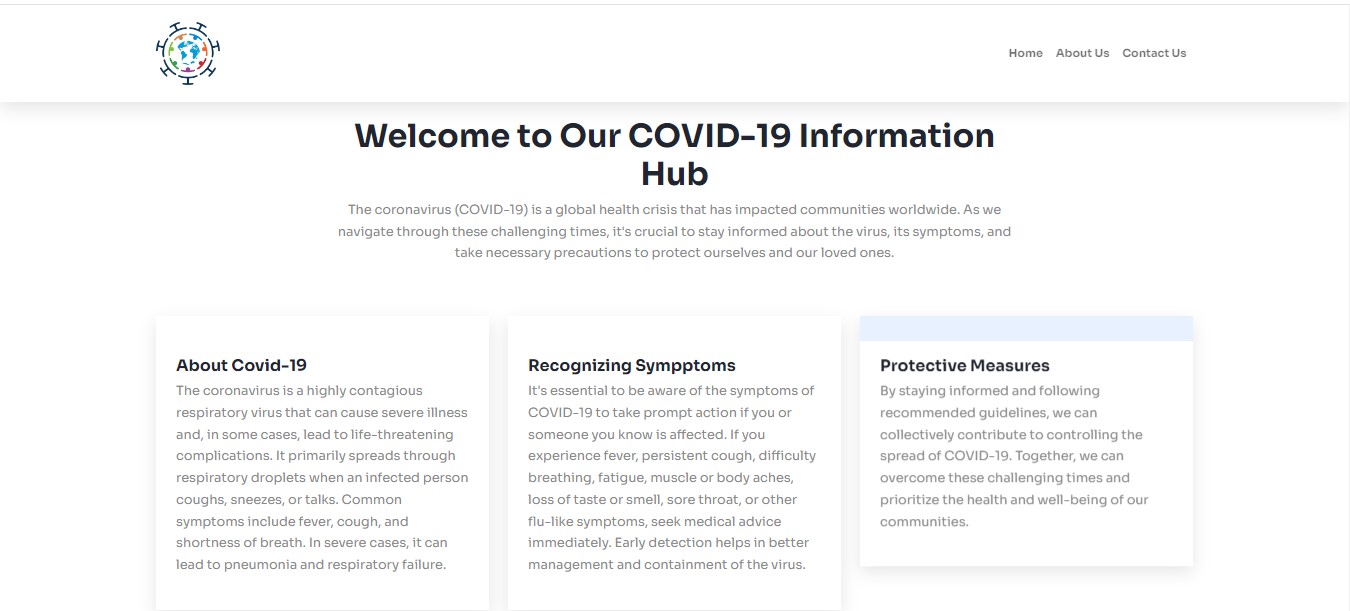 Home About Us Contact Us
Welcome to Our COVID-19 Information
Hub
The coronavirus (COVID-19) is a global health crisis that has impacted communities worldwide. As we
navigate through these challenging times, it's crucial to stay informed about the virus, its symptoms, and
take necessary precautions to protect ourselves and our loved ones.
About Covid-19
The coronavirus is a highly contagious
respiratory virus that can cause severe illness
and, in some cases, lead to life-threatening
complications. It primarily spreads through
respiratory droplets when an infected person
coughs, sneezes, or talks. Common
symptoms include fever, cough, and
shortness of breath. In severe cases, it can
lead to pneumonia and respiratory failure.
Recognizing Sympptoms
It's essential to be aware of the symptoms of
COVID-19 to take prompt action if you or
someone you know is affected. If you
experience fever, persistent cough, difficulty
breathing, fatigue, muscle or body aches,
loss of taste or smell, sore throat, or other
flu-like symptoms, seek medical advice
immediately. Early detection helps in better
management and containment of the virus.
Protective Measures
By staying informed and following
recommended guidelines, we can
collectively contribute to controlling the
spread of COVID-19. Together, we can
overcome these challenging times and
prioritize the health and well-being of our
communities.